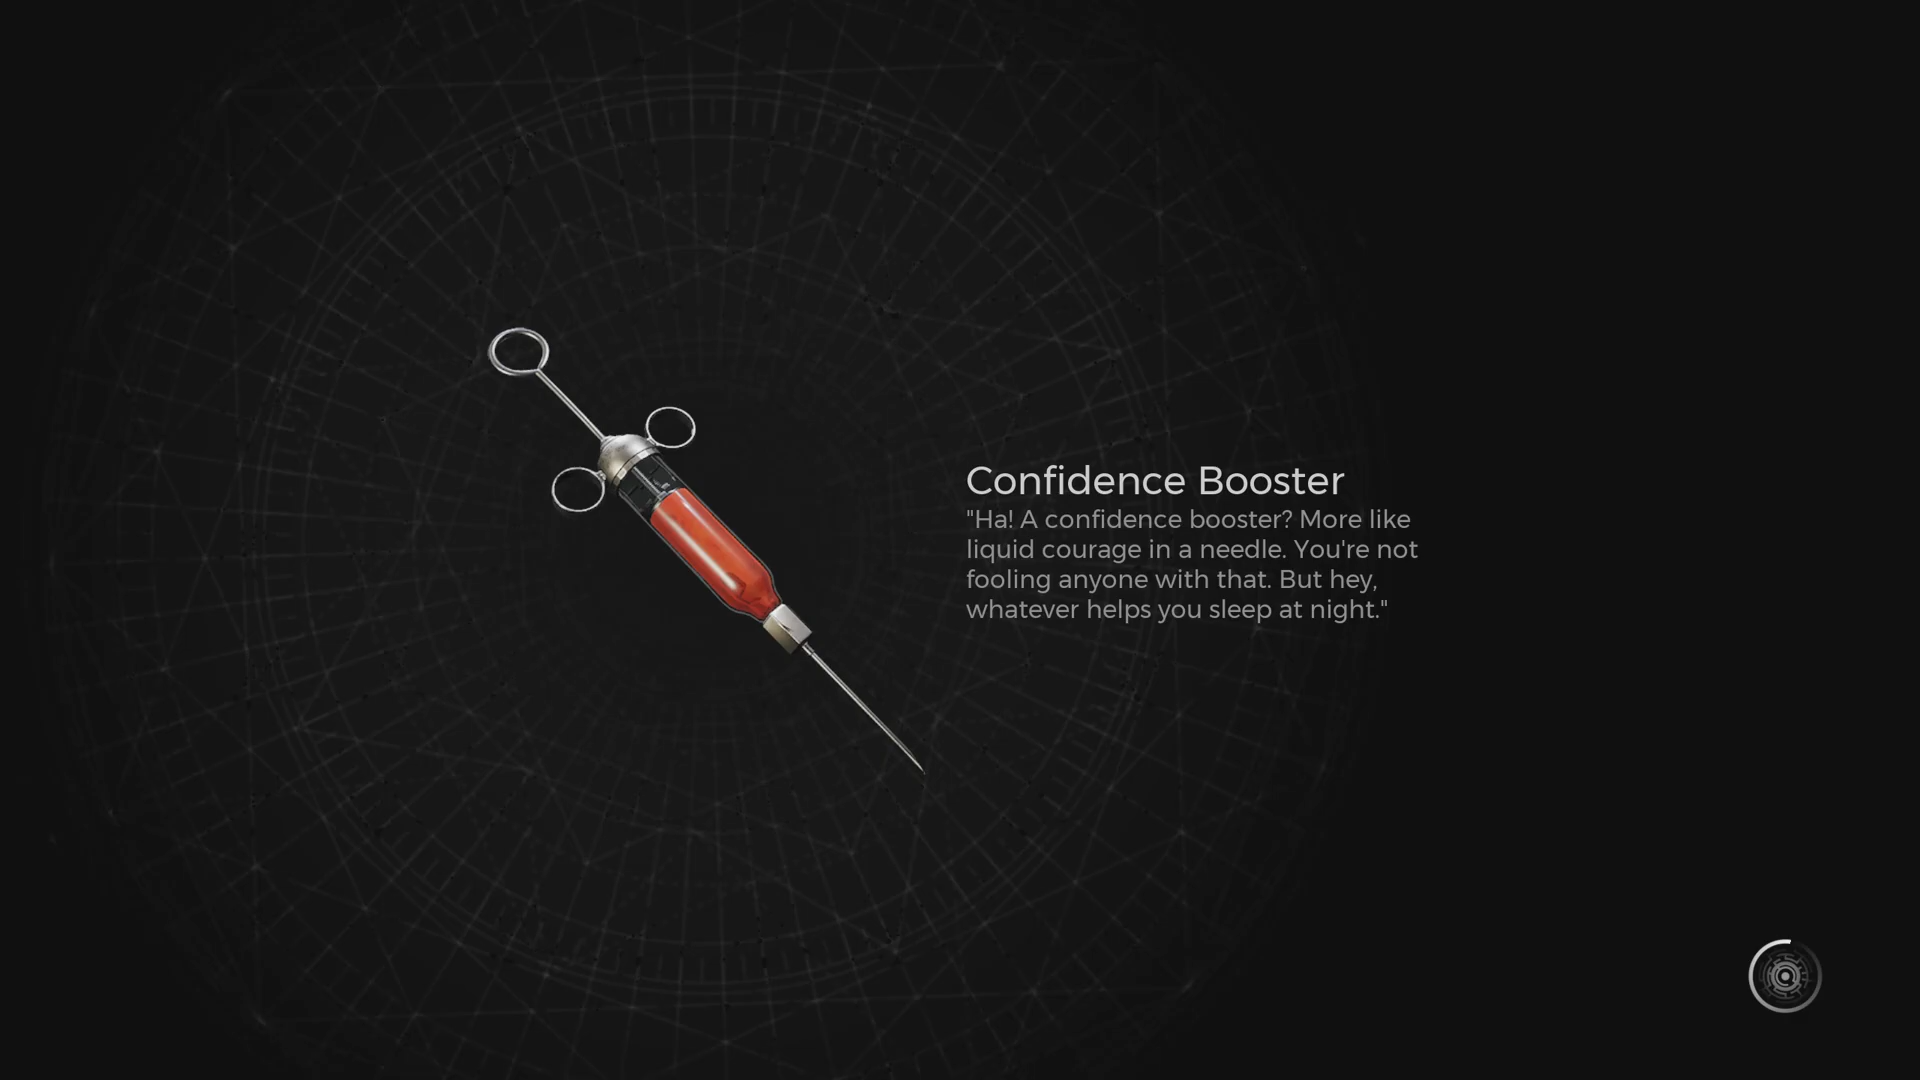 Confidence Booster
"Ha! A confidence booster? More like
liquid courage in a needle. You're not
fooling anyone with that. But hey,
whatever helps you sleep at night."